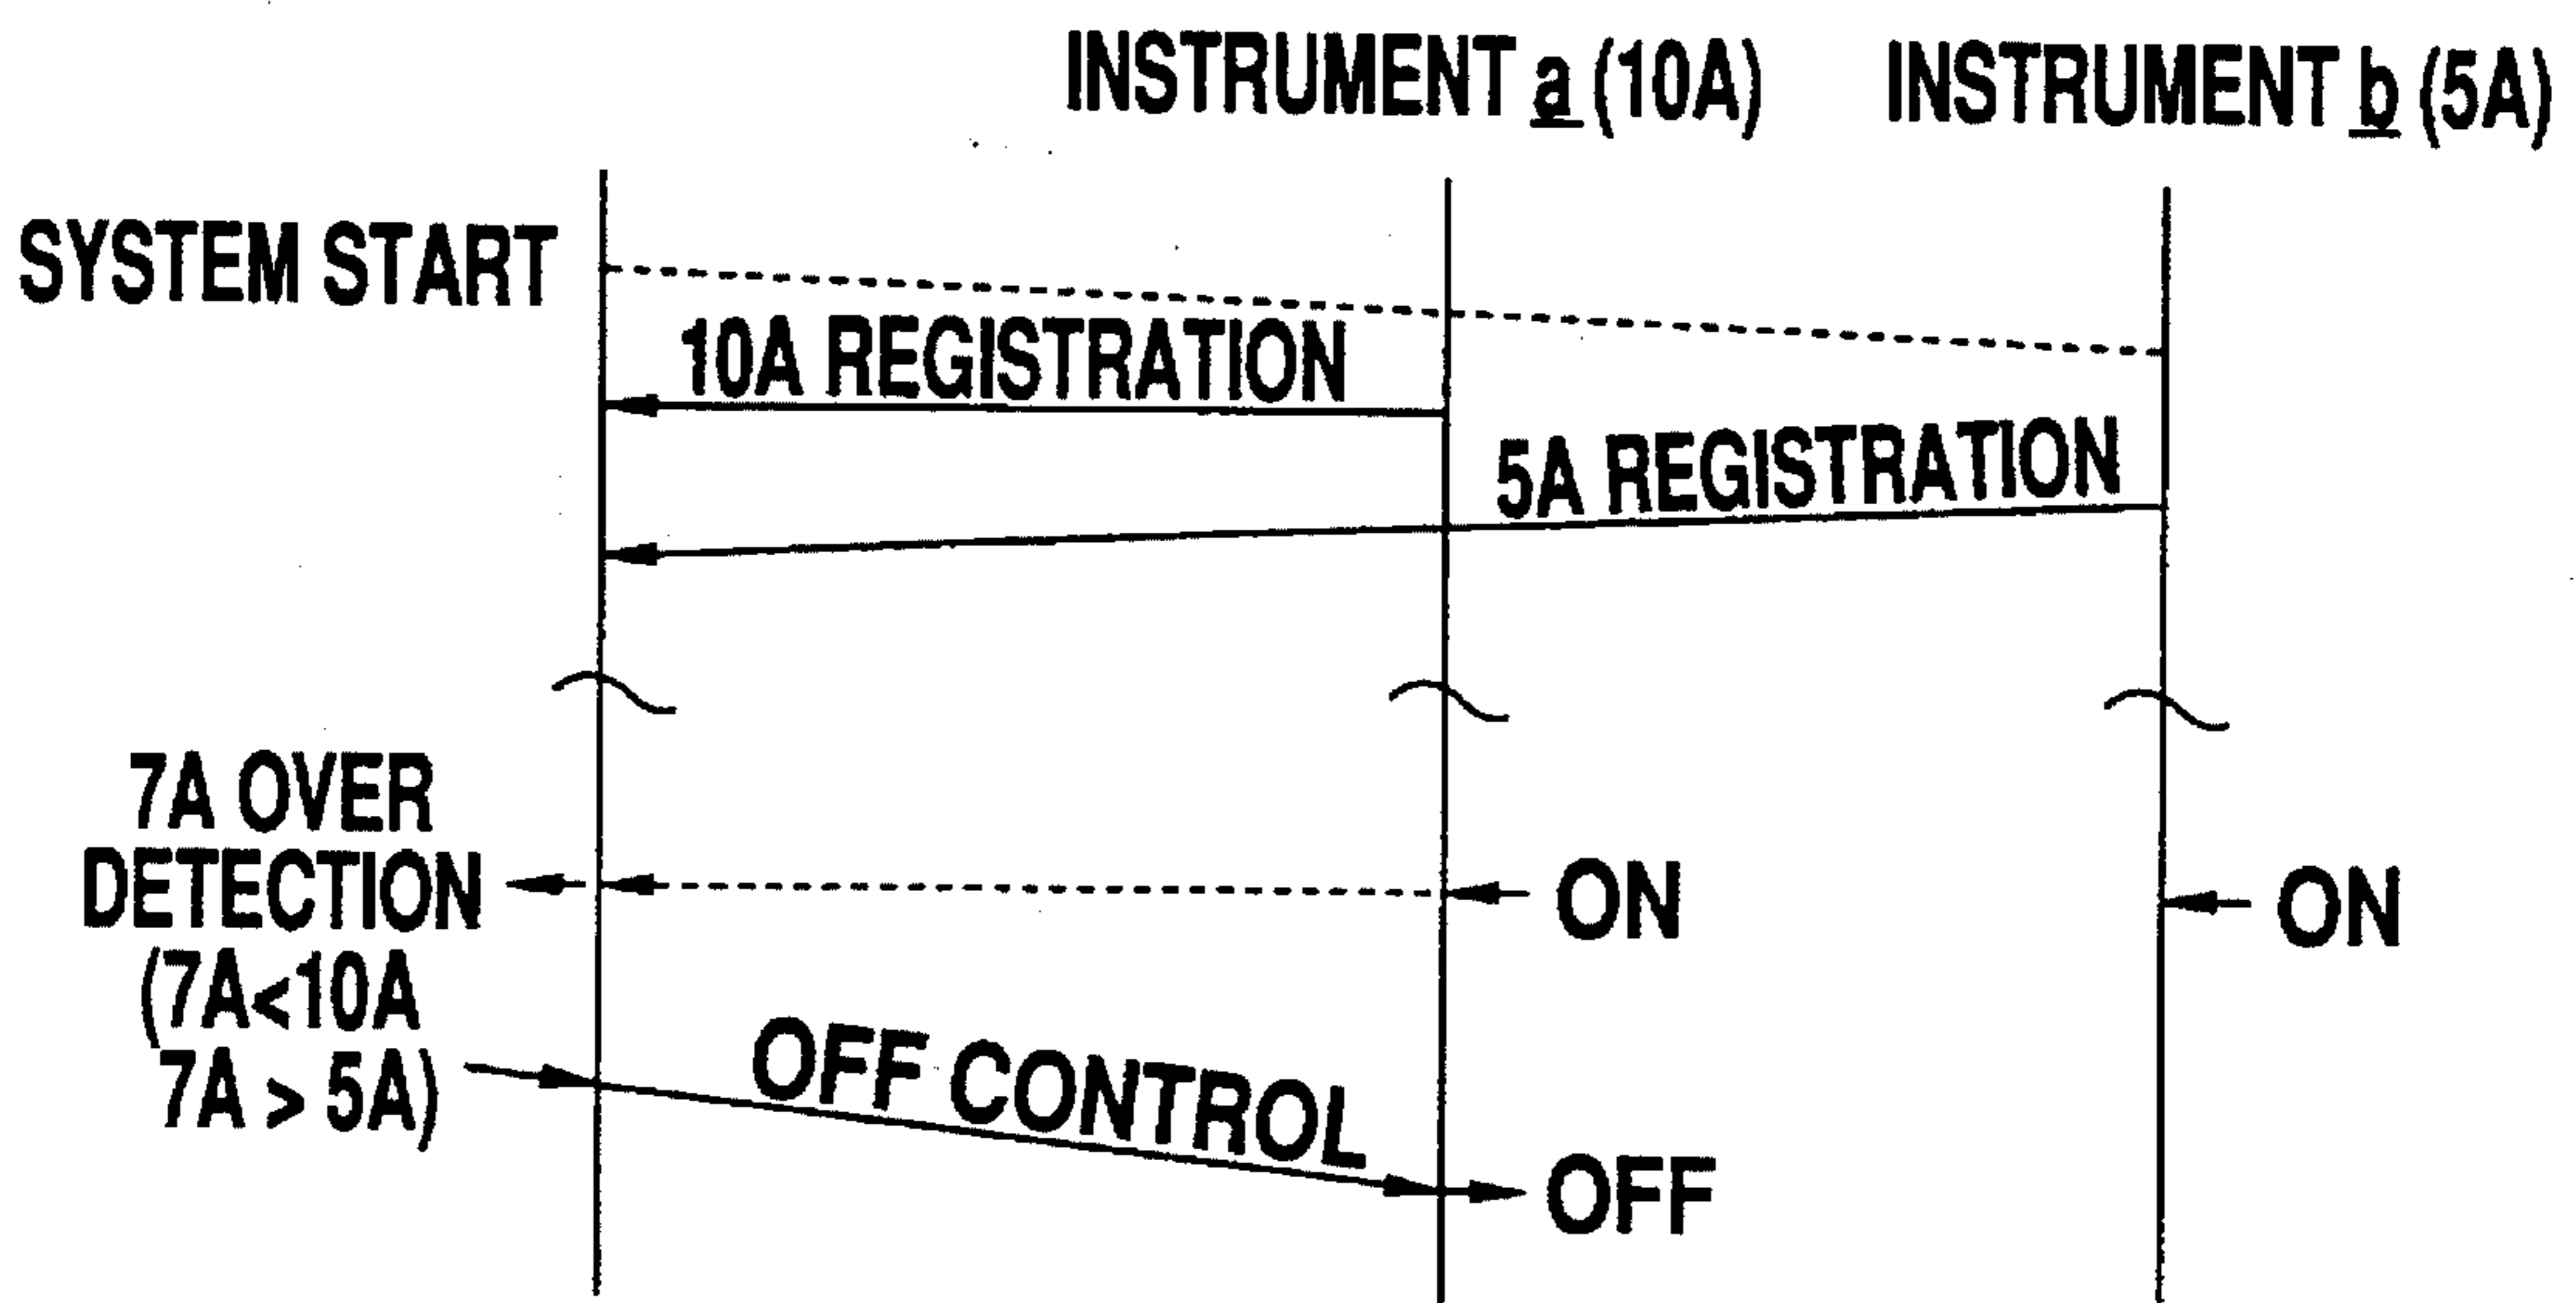 INSTRUMENT a (10A)
INSTRUMENT b (5A)
SYSTEM START
10A REGISTRATION
5A REGISTRATION
7A OVER
DETECTION
(7A<10A
7A > 5A)
ON
ON
OFF CONTROL
OFF